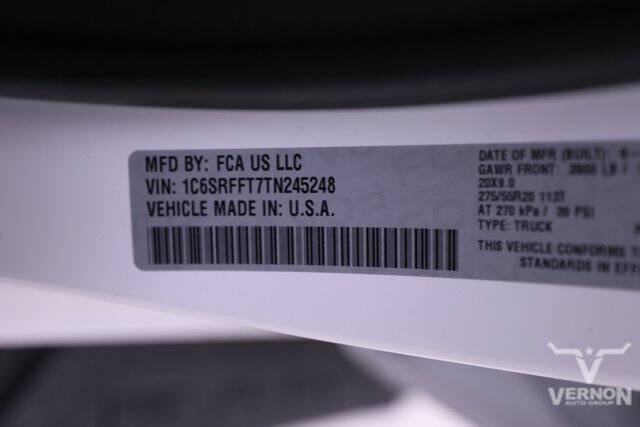 MFD BY: FCA US LLC
VIN: 1C6SRFFT7TN245248
VEHICLE MADE IN: U.S.A.
DATE OF MFR (BUILT)
GAWR FRONT: 3900 LB /
20X9.0
275/55R20 113T
AT 270 kPa / 39 PSI
TYPE: TRUCK
THIS VEHICLE CONFORMS
STANDARDS IN EFF
VERNON
AUTO GROUP